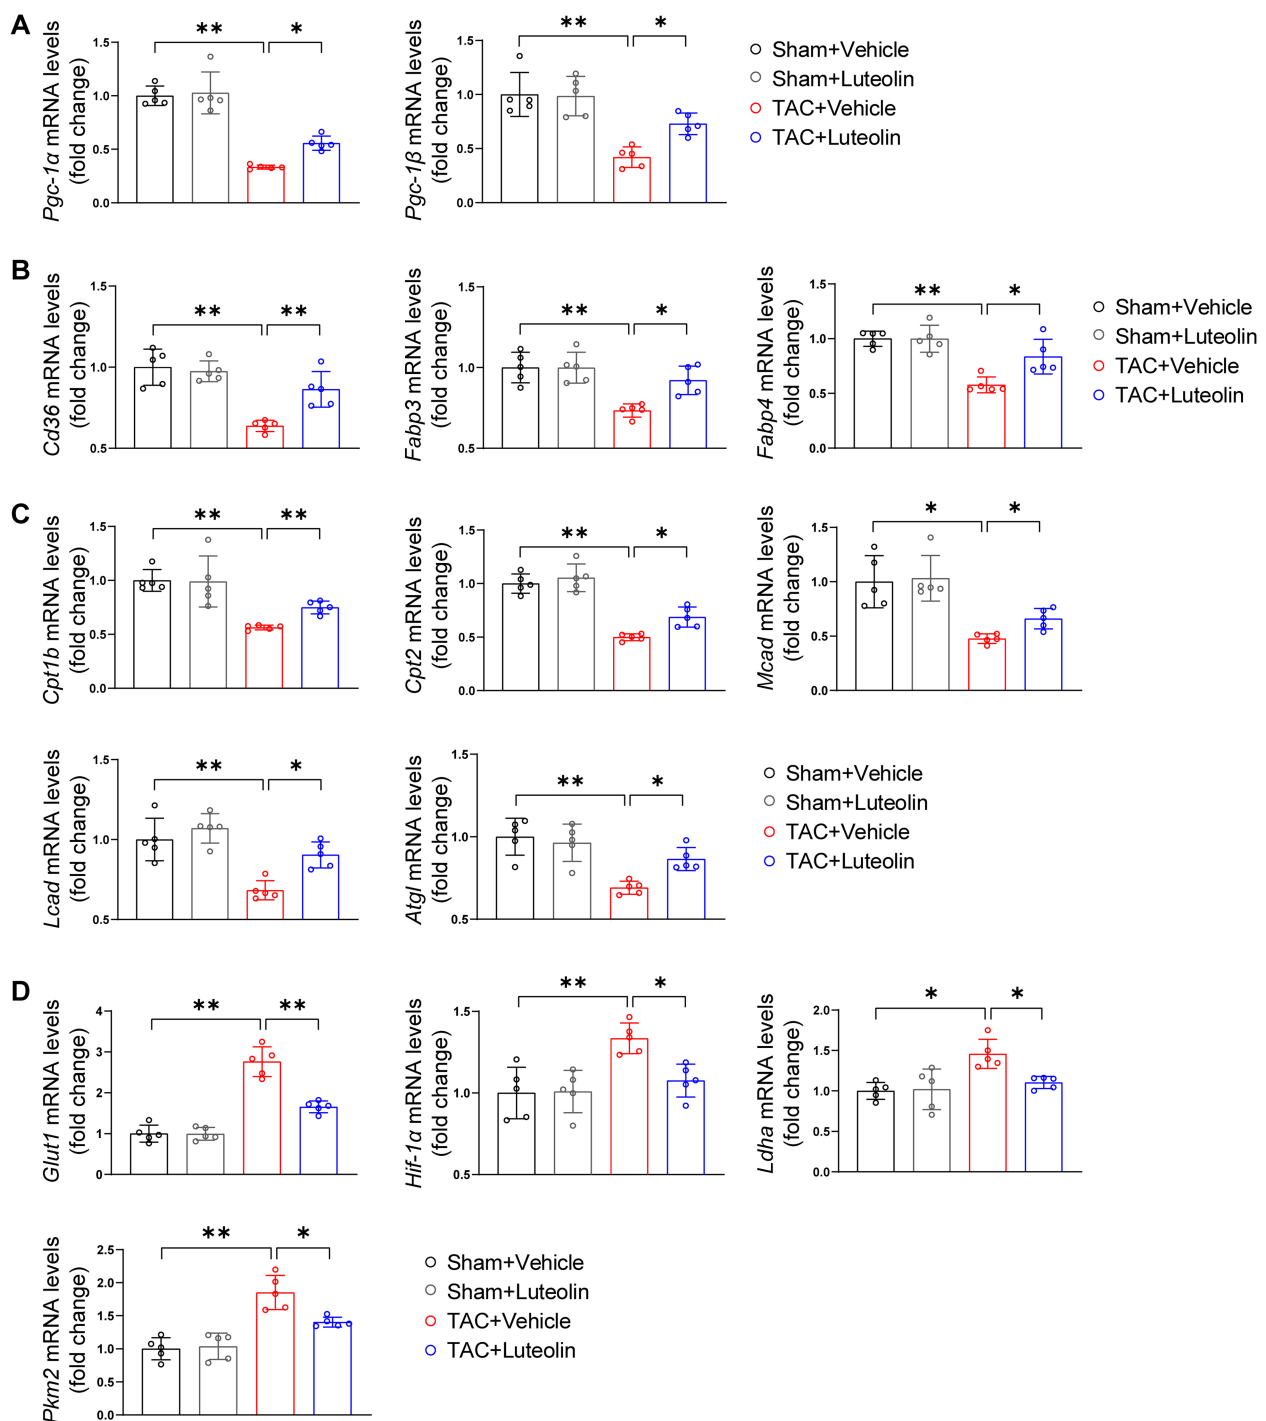 A
Pgc-1α mRNA levels
(fold change)
1.5
1.0
0.5
0.0
** *
Pgc-1β mRNA levels
(fold change)
1.5
1.0
0.5
0.0
** *
Sham+Vehicle
Sham+Luteolin
TAC+Vehicle
TAC+Luteolin
B
Cd36 mRNA levels
(fold change)
1.5
1.0
0.5
** **
Fabp3 mRNA levels
(fold change)
1.5
1.0
0.5
** *
Fabp4 mRNA levels
(fold change)
1.5
1.0
0.5
0.0
** *
Sham+Vehicle
Sham+Luteolin
TAC+Vehicle
TAC+Luteolin
C
Cpt1b mRNA levels
(fold change)
1.5
1.0
0.5
0.0
** **
Cpt2 mRNA levels
(fold change)
1.5
1.0
0.5
0.0
** *
Mcad mRNA levels
(fold change)
1.5
1.0
0.5
0.0
* *
Lcad mRNA levels
(fold change)
1.5
1.0
0.5
** *
Atgl mRNA levels
(fold change)
1.5
1.0
0.5
** *
Sham+Vehicle
Sham+Luteolin
TAC+Vehicle
TAC+Luteolin
D
Glut1 mRNA levels
(fold change)
4
3
2
1
0
** **
Hif-1α mRNA levels
(fold change)
1.5
1.0
0.5
** *
Ldha mRNA levels
(fold change)
2.0
1.5
1.0
0.5
0.0
* *
Pkm2 mRNA levels
(fold change)
2.5
2.0
1.5
1.0
0.5
0.0
** *
Sham+Vehicle
Sham+Luteolin
TAC+Vehicle
TAC+Luteolin